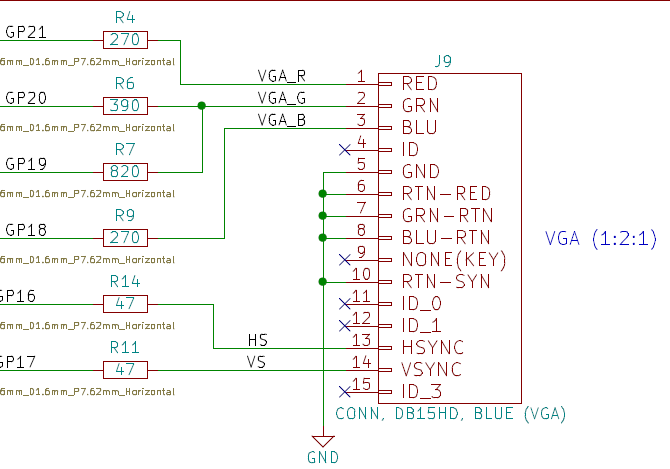 R4
GP21
270
6mm_D1.6mm_P7.62mm_Horizontal
R6
GP20
390
6mm_D1.6mm_P7.62mm_Horizontal
R7
GP19
820
6mm_D1.6mm_P7.62mm_Horizontal
R9
GP18
270
6mm_D1.6mm_P7.62mm_Horizontal
R14
GP16
47
6mm_D1.6mm_P7.62mm_Horizontal
R11
GP17
47
6mm_D1.6mm_P7.62mm_Horizontal
J9
VGA_R 1 RED
VGA_G 2 GRN
VGA_B 3 BLU
4 ID
5 GND
6 RTN-RED
7 GRN-RTN
8 BLU-RTN
9 NONE(KEY)
10 RTN-SYN
11 ID_0
12 ID_1
HS 13 HSYNC
VS 14 VSYNC
15 ID_3
CONN, DB15HD, BLUE (VGA)
VGA (1:2:1)
GND